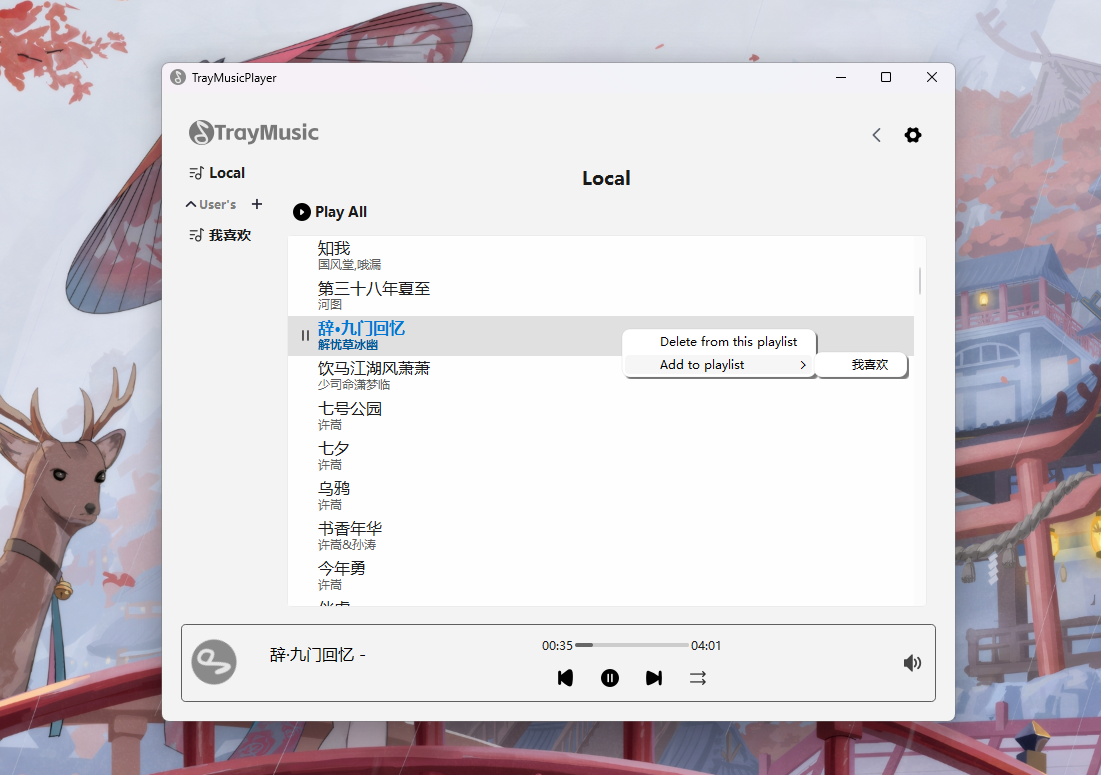 TrayMusicPlayer
TrayMusic
Local
User's
我喜欢
Local
Play All
知我
国风堂,哦漏
第三十八年夏至
河图
辞·九门回忆
解忧草冰幽
饮马江湖风萧萧
少司命潇梦临
七号公园
许嵩
七夕
许嵩
乌鸦
许嵩
书香年华
许嵩&孙涛
今年勇
许嵩
Delete from this playlist
Add to playlist
我喜欢
辞·九门回忆 -
00:35
04:01